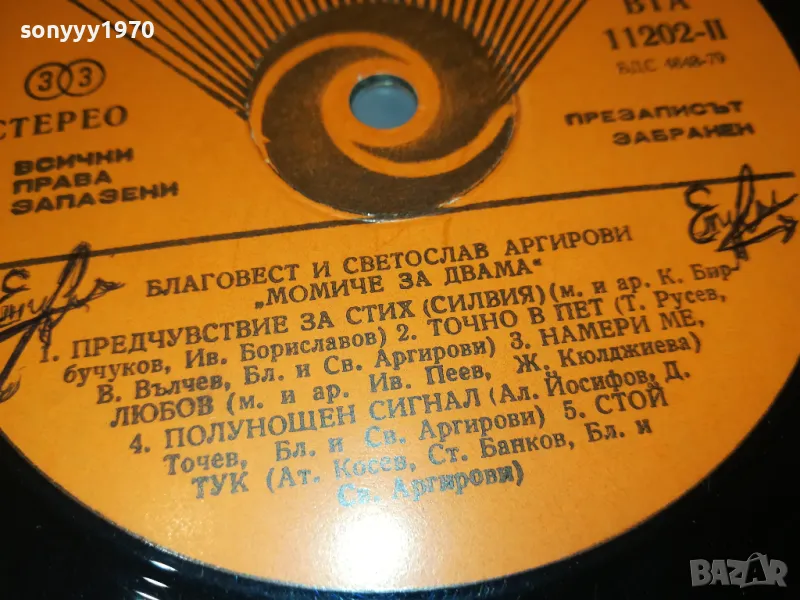 sonyyy1970
33
СТЕРЕО
ВСИЧКИ
ПРАВА
ЗАПАЗЕНИ
ВТА
11202-II
БДС 4648-79
ПРЕЗАПИСЪТ
ЗАБРАНЕН
БЛАГОВЕСТ И СВЕТОСЛАВ АРГИРОВИ
„МОМИЧЕ ЗА ДВАМА"
1. ПРЕДЧУВСТВИЕ ЗА СТИХ (СИЛВИЯ) (м. и ар. К. Бир-
бучуков, Ив. Бориславов) 2. ТОЧНО В ПЕТ (Т. Русев,
В. Вълчев, Бл. и Св. Аргирови) 3. НАМЕРИ МЕ,
ЛЮБОВ (м. и ар. Ив. Пеев, Ж. Кюлджиева)
4. ПОЛУНОЩЕН СИГНАЛ (Ал. Йосифов, Д.
Точев, Бл. и Св. Аргирови) 5. СТОЙ
ТУК (Ат. Косев, Ст. Банков, Бл. и
Св. Аргирови)
BAZAR